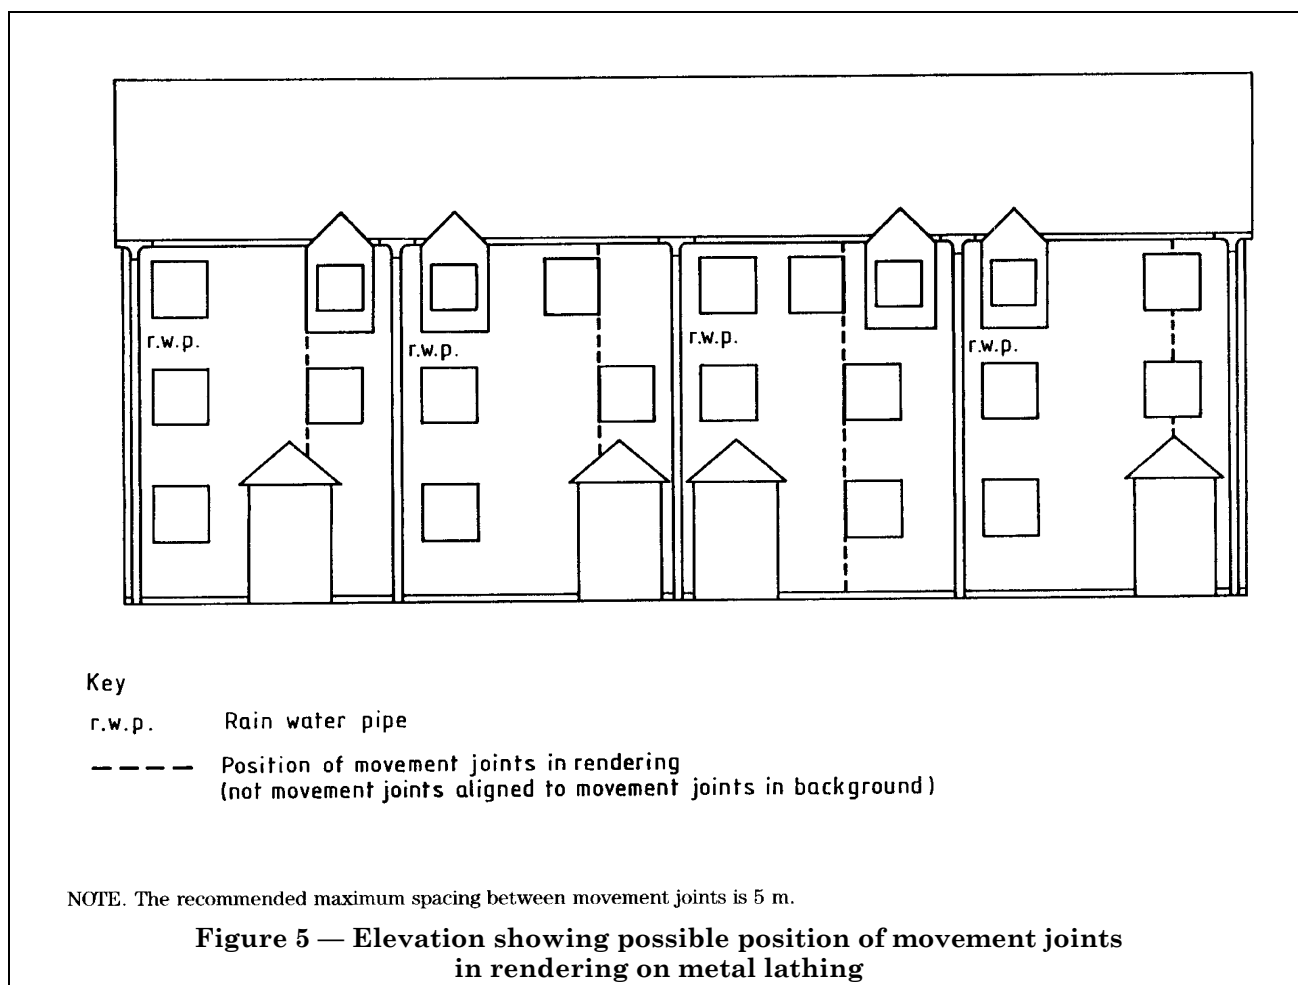 r.w.p.
r.w.p.
r.w.p.
r.w.p.
Key
r.w.p. Rain water pipe
Position of movement joints in rendering
(not movement joints aligned to movement joints in background)
NOTE. The recommended maximum spacing between movement joints is 5 m.
Figure 5 — Elevation showing possible position of movement joints
in rendering on metal lathing